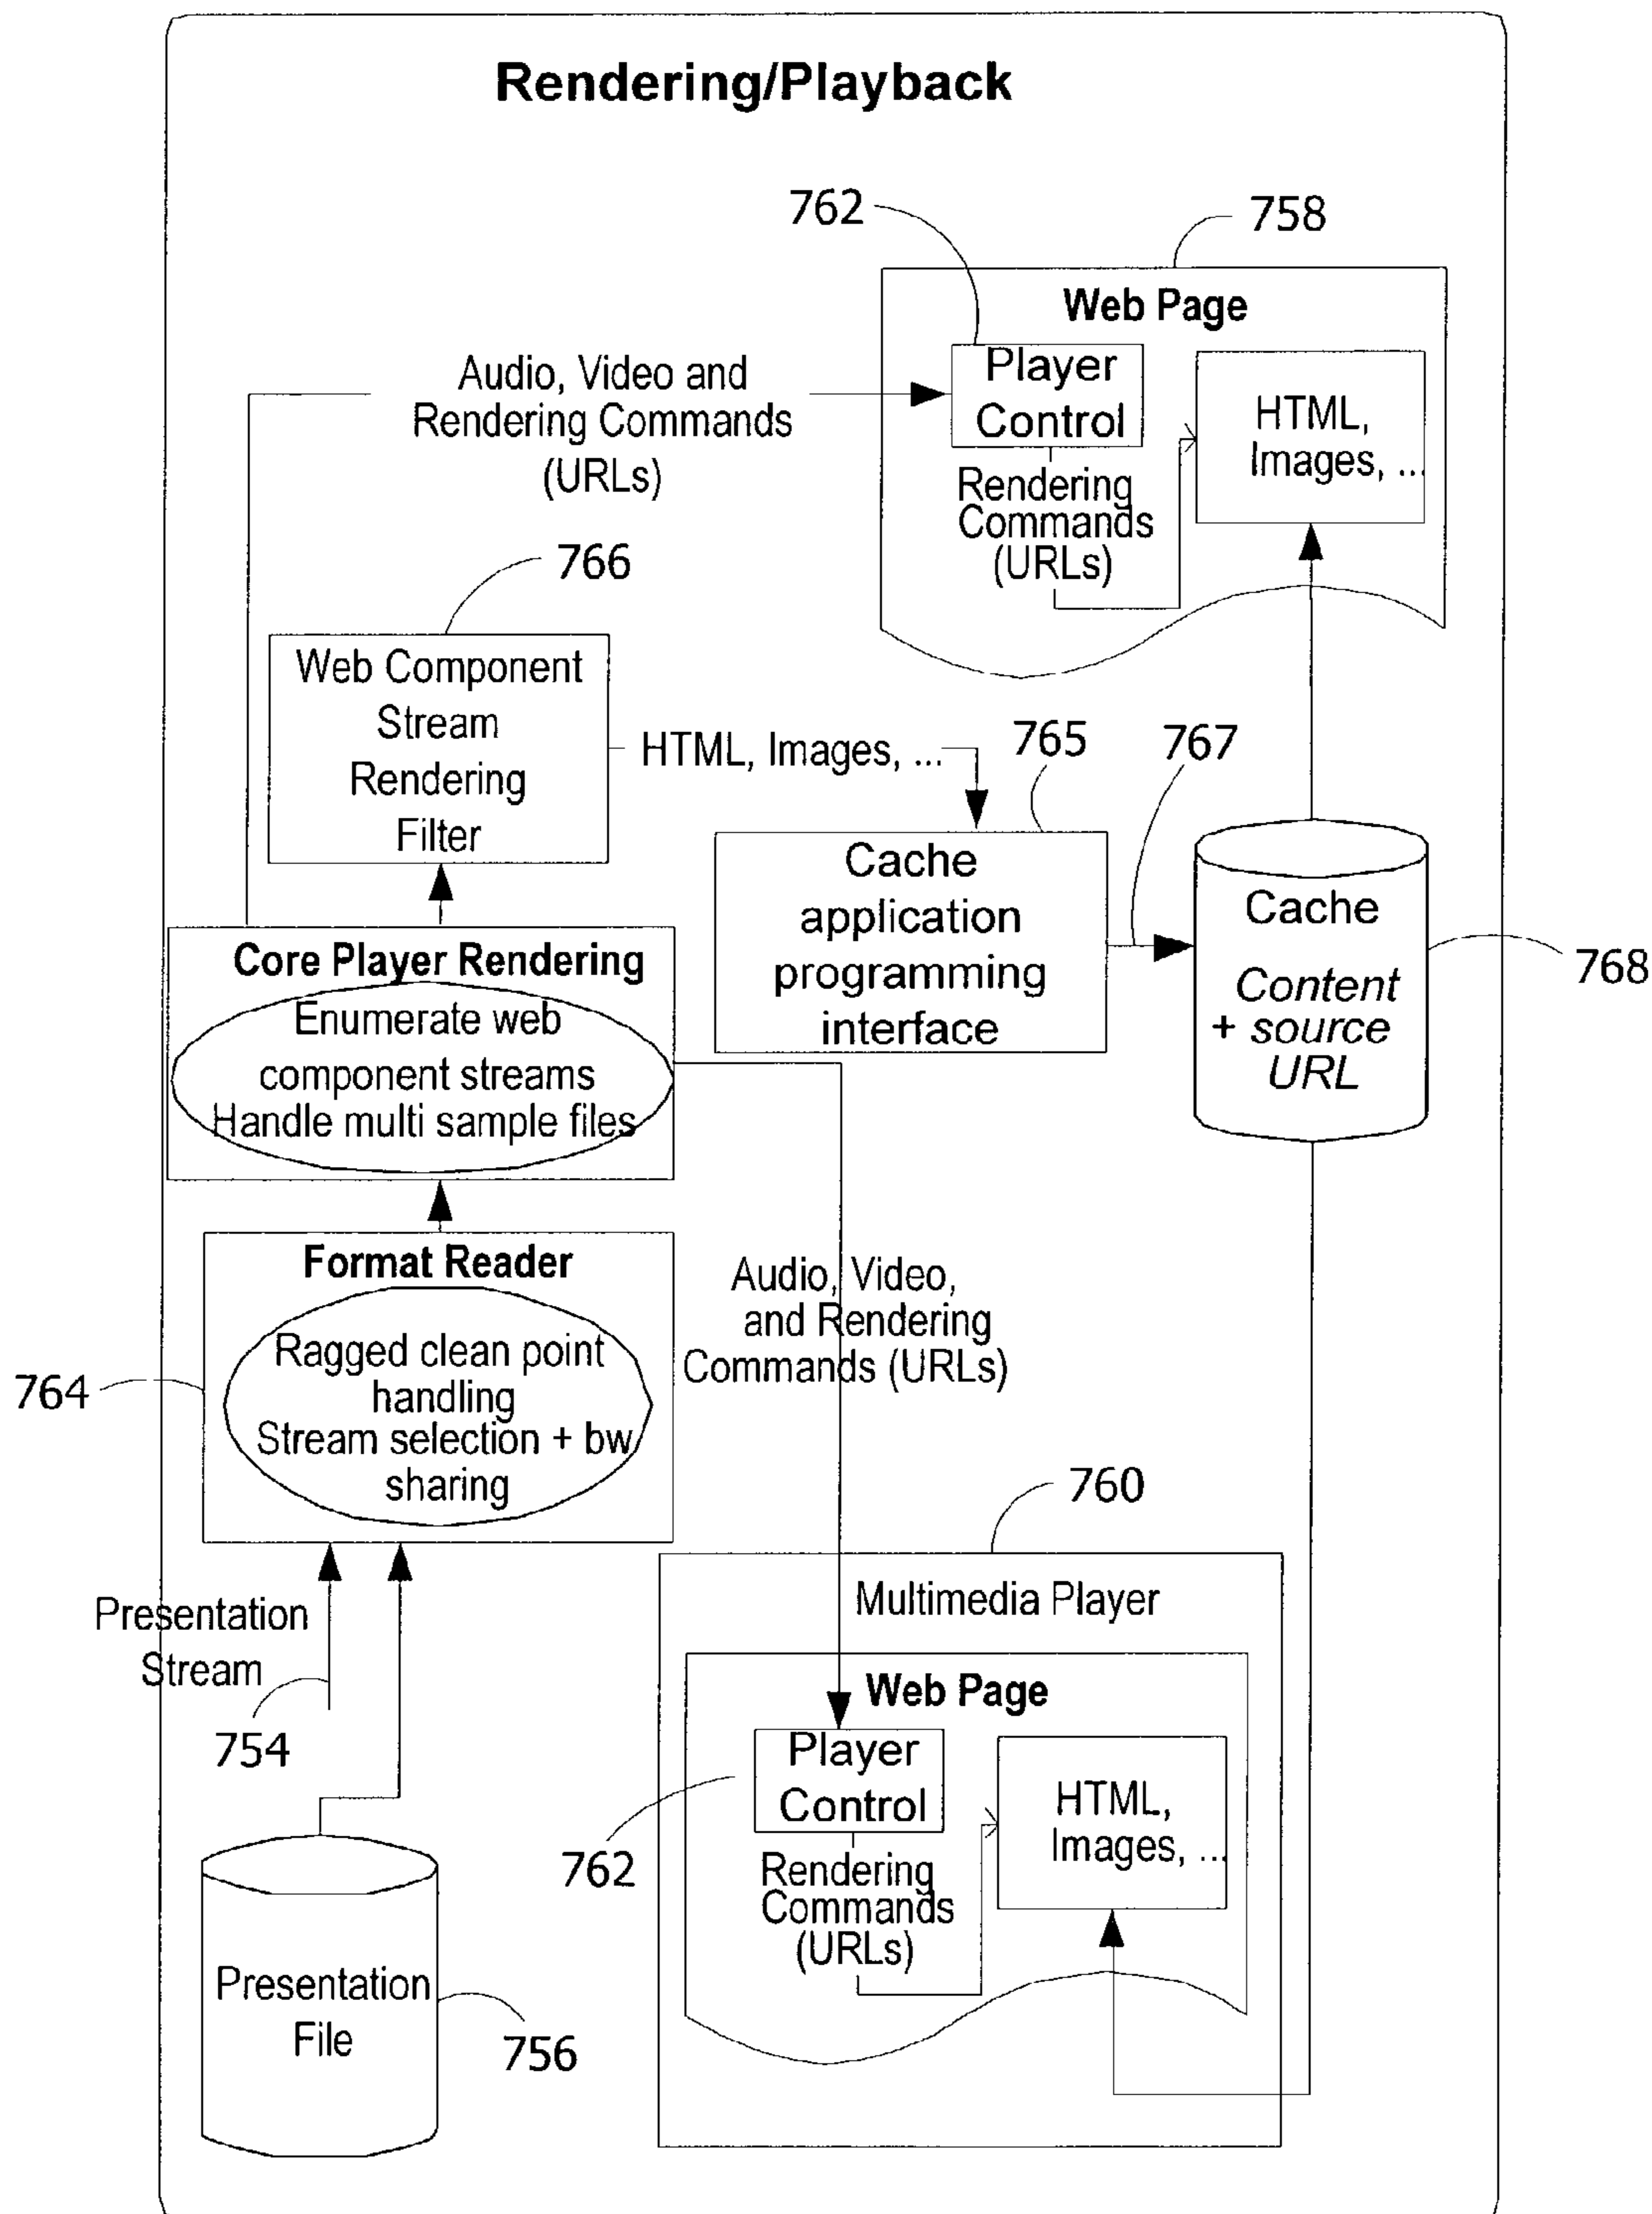 Rendering/Playback
762
758
Web Page
Player
Control
Audio, Video and
Rendering Commands
(URLs)
HTML,
Images, ...
Rendering
Commands
(URLs)
766
Web Component
Stream
Rendering
Filter
HTML, Images, ...
765
767
Cache
application
programming
interface
Cache
Content
+ source
URL
768
Core Player Rendering
Enumerate web
component streams
Handle multi sample files
Format Reader
Ragged clean point
handling
Stream selection + bw
sharing
764
Audio, Video,
and Rendering
Commands (URLs)
760
Multimedia Player
Presentation
Stream
754
Web Page
Player
Control
762
HTML,
Images, ...
Rendering
Commands
(URLs)
Presentation
File
756